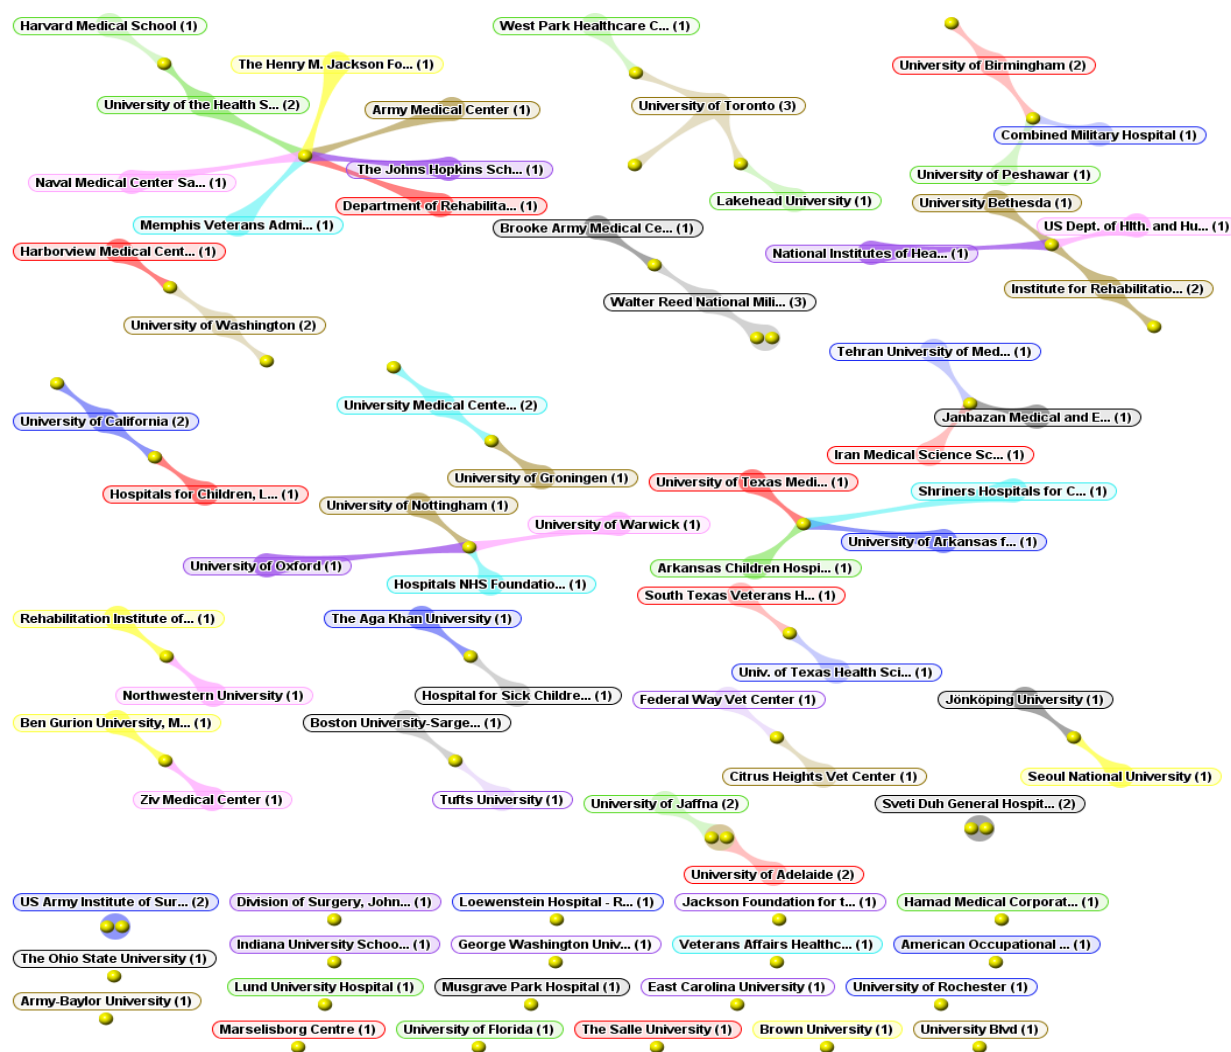 Harvard Medical School (1)
West Park Healthcare C... (1)
The Henry M. Jackson Fo... (1)
University of Birmingham (2)
University of the Health S... (2)
Army Medical Center (1)
University of Toronto (3)
Combined Military Hospital (1)
The Johns Hopkins Sch... (1)
Naval Medical Center Sa... (1)
University of Peshawar (1)
Department of Rehabilita... (1)
Lakehead University (1)
University Bethesda (1)
Memphis Veterans Admi... (1)
Brooke Army Medical Ce... (1)
US Dept. of Hlth. and Hu... (1)
Harborview Medical Cent... (1)
National Institutes of Hea... (1)
Walter Reed National Mili... (3)
Institute for Rehabilitatio... (2)
University of Washington (2)
Tehran University of Med... (1)
University of California (2)
University Medical Cente... (2)
Janbazan Medical and E... (1)
Iran Medical Science Sc... (1)
University of Groningen (1)
University of Texas Medi... (1)
Hospitals for Children, L... (1)
Shriners Hospitals for C... (1)
University of Nottingham (1)
University of Warwick (1)
University of Arkansas f... (1)
University of Oxford (1)
Arkansas Children Hospi... (1)
Hospitals NHS Foundatio... (1)
South Texas Veterans H... (1)
Rehabilitation Institute of... (1)
The Aga Khan University (1)
Univ. of Texas Health Sci... (1)
Northwestern University (1)
Hospital for Sick Childre... (1)
Federal Way Vet Center (1)
Jönköping University (1)
Ben Gurion University, M... (1)
Boston University-Sarge... (1)
Citrus Heights Vet Center (1)
Seoul National University (1)
Ziv Medical Center (1)
Tufts University (1)
University of Jaffna (2)
Sveti Duh General Hospit... (2)
University of Adelaide (2)
US Army Institute of Sur... (2)
Division of Surgery, John... (1)
Loewenstein Hospital - R... (1)
Jackson Foundation for t... (1)
Hamad Medical Corporat... (1)
Indiana University Schoo... (1)
George Washington Univ... (1)
Veterans Affairs Healthc... (1)
American Occupational ... (1)
The Ohio State University (1)
Lund University Hospital (1)
Musgrave Park Hospital (1)
East Carolina University (1)
University of Rochester (1)
Army-Baylor University (1)
Marselisborg Centre (1)
University of Florida (1)
The Salle University (1)
Brown University (1)
University Blvd (1)